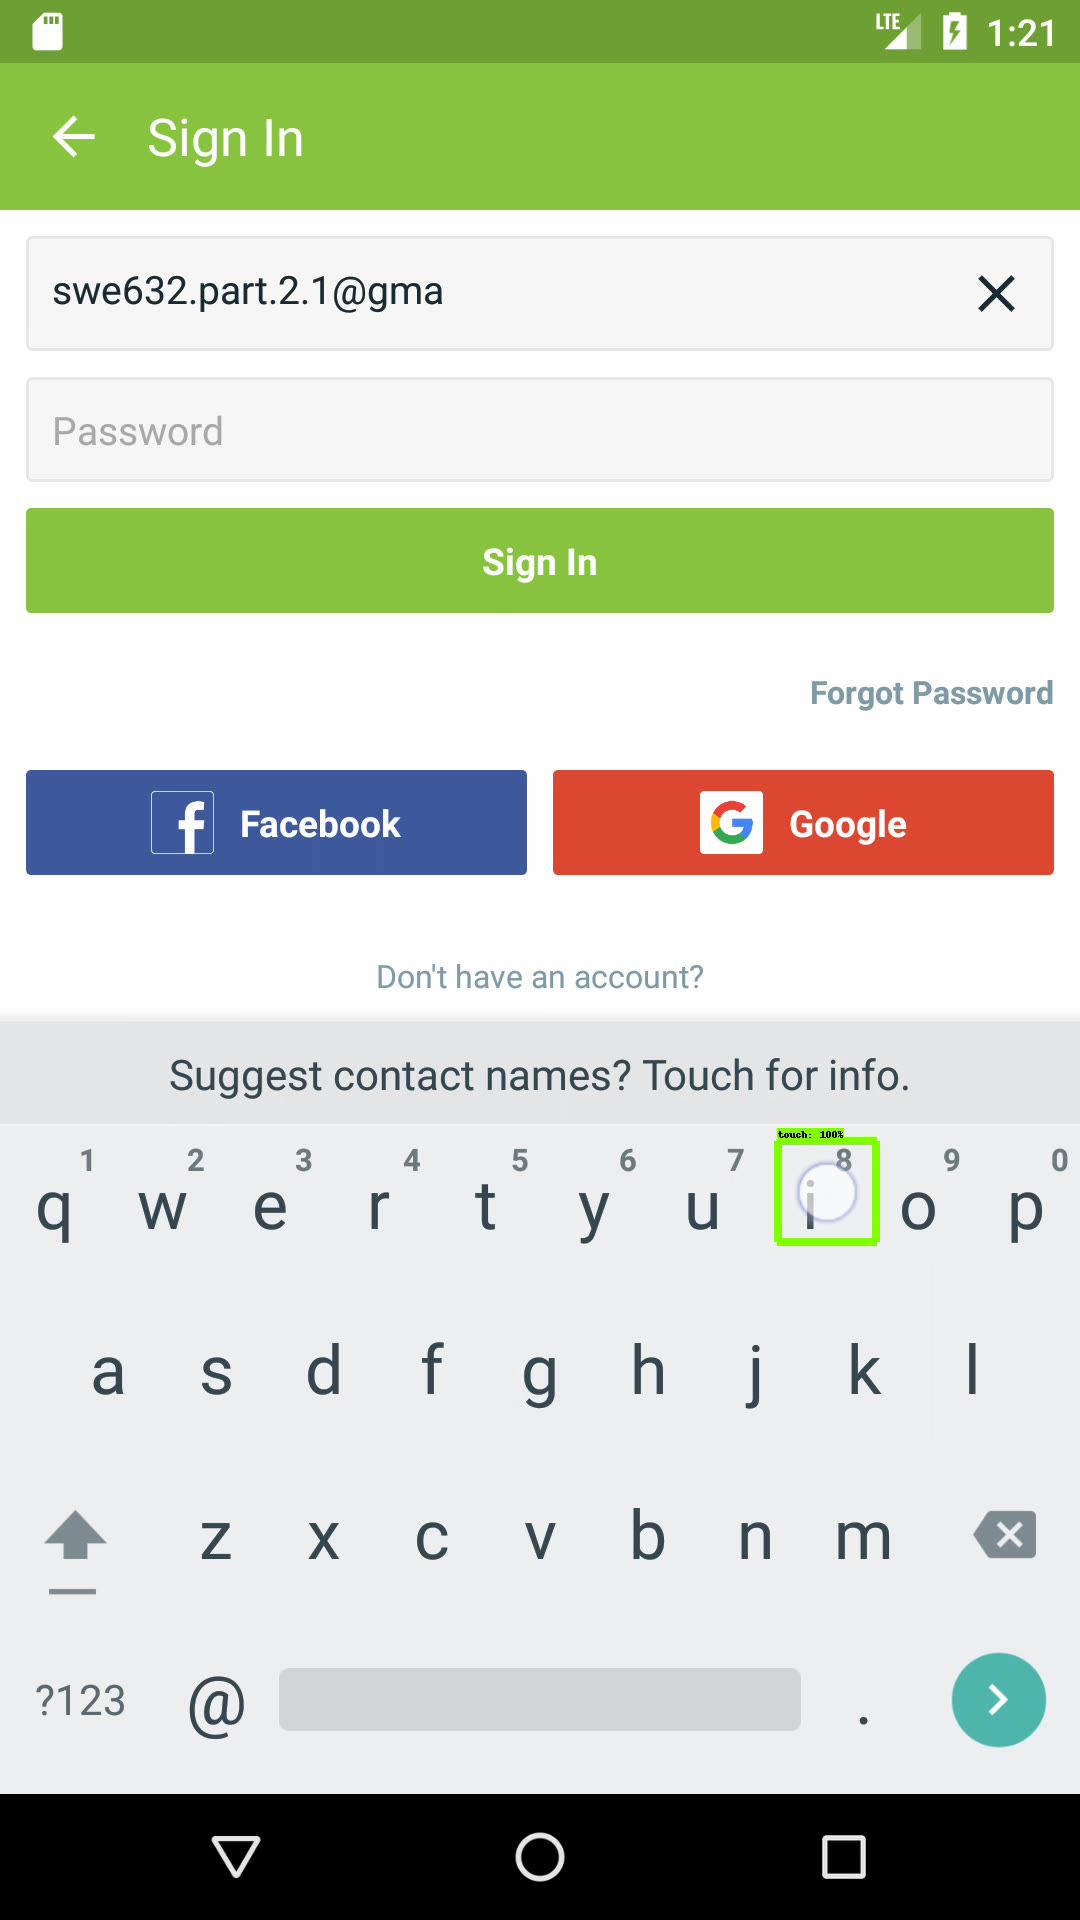 LTE 1:21
Sign In
swe632.part.2.1@gma
Password
Sign In
Forgot Password
Facebook Google
Don't have an account?
Suggest contact names? Touch for info.
touch: 100%
1 2 3 4 5 6 7 8 9 0
q w e r t y u i o p
a s d f g h j k l
z x c v b n m
?123 @ .